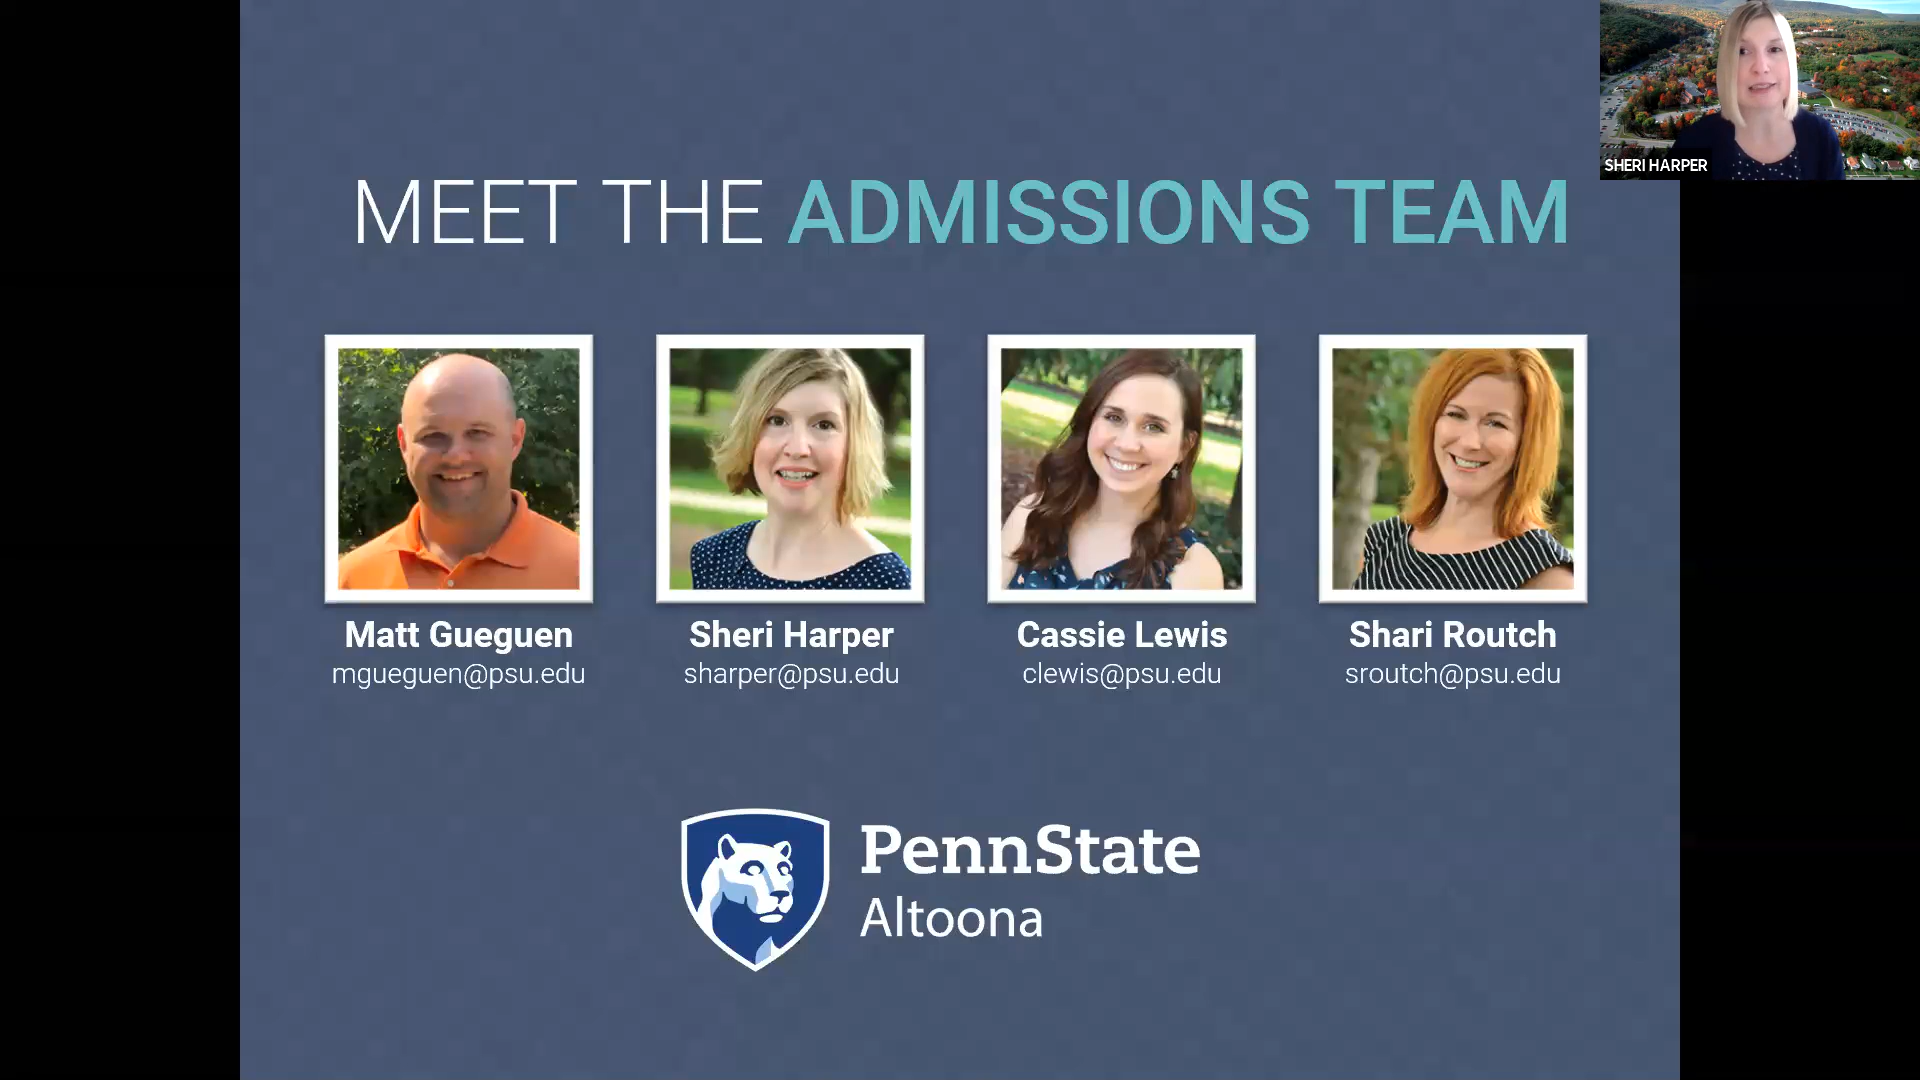 SHERI HARPER
MEET THE ADMISSIONS TEAM
Matt Gueguen
mgueguen@psu.edu
Sheri Harper
sharper@psu.edu
Cassie Lewis
clewis@psu.edu
Shari Routch
sroutch@psu.edu
PennState
Altoona